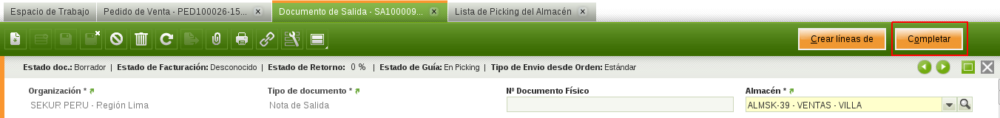 Espacio de Trabajo Pedido de Venta - PED100026-15... Documento de Salida - SA100009... Lista de Picking del Almacén
Crear líneas de Completar
Estado doc.: Borrador | Estado de Facturación: Desconocido | Estado de Retorno: 0 % | Estado de Guía: En Picking | Tipo de Envio desde Orden: Estándar
Organización * Tipo de documento * Nº Documento Físico Almacén *
SEKUR PERU - Región Lima Nota de Salida ALMSK-39 - VENTAS - VILLA